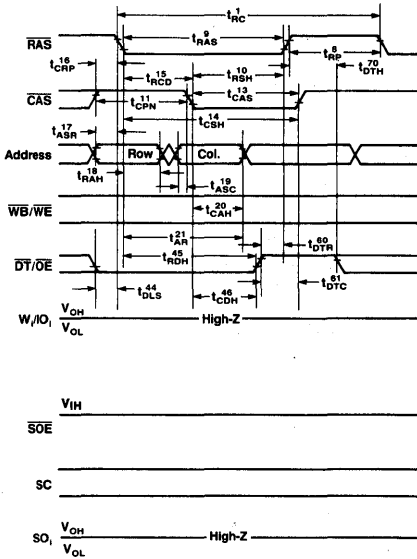 tRC 1
RAS
tRAS 9
tCRP 16
tRP 8
tDTH 70
tRCD 15
tRSH 10
CAS
tCPN 11
tCAS 13
tCSH 14
tASR 17
Address
Row
Col.
tRAH 18
tASC 19
WB/WE
tCAH 20
tAR 21
tDTR 60
tRDH 45
DT/OE
tDLS 44
tCDH 46
tDTC 61
Wi/IOi
VOH
VOL
High-Z
VIH
SOE
SC
SOi
VOH
VOL
High-Z